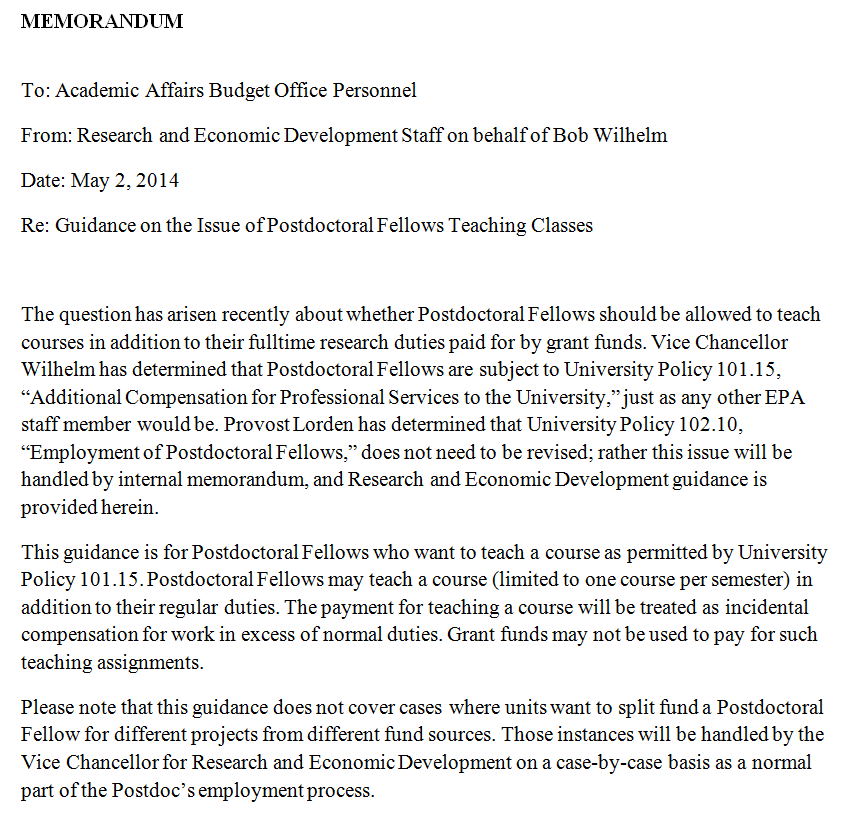 MEMORANDUM
To: Academic Affairs Budget Office Personnel
From: Research and Economic Development Staff on behalf of Bob Wilhelm
Date: May 2, 2014
Re: Guidance on the Issue of Postdoctoral Fellows Teaching Classes
The question has arisen recently about whether Postdoctoral Fellows should be allowed to teach
courses in addition to their fulltime research duties paid for by grant funds. Vice Chancellor
Wilhelm has determined that Postdoctoral Fellows are subject to University Policy 101.15,
“Additional Compensation for Professional Services to the University,” just as any other EPA
staff member would be. Provost Lorden has determined that University Policy 102.10,
“Employment of Postdoctoral Fellows,” does not need to be revised; rather this issue will be
handled by internal memorandum, and Research and Economic Development guidance is
provided herein.
This guidance is for Postdoctoral Fellows who want to teach a course as permitted by University
Policy 101.15. Postdoctoral Fellows may teach a course (limited to one course per semester) in
addition to their regular duties. The payment for teaching a course will be treated as incidental
compensation for work in excess of normal duties. Grant funds may not be used to pay for such
teaching assignments.
Please note that this guidance does not cover cases where units want to split fund a Postdoctoral
Fellow for different projects from different fund sources. Those instances will be handled by the
Vice Chancellor for Research and Economic Development on a case-by-case basis as a normal
part of the Postdoc’s employment process.